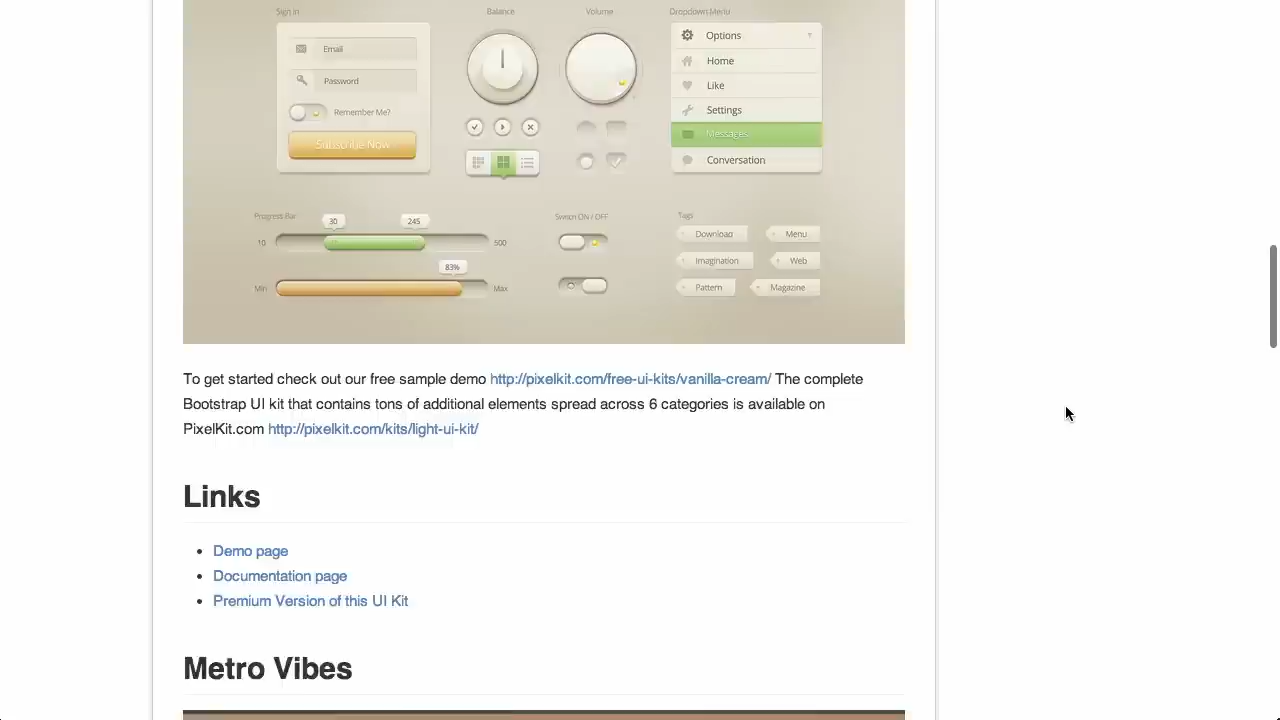 Sign in
Balance
Volume
Dropdown Menu
Email
Password
Remember Me?
Subscribe Now
Options
Home
Like
Settings
Messages
Conversation
Progress Bar
30
245
10
500
83%
Min
Max
Switch ON / OFF
Tags
Download
Menu
Imagination
Web
Pattern
Magazine
To get started check out our free sample demo http://pixelkit.com/free-ui-kits/vanilla-cream/ The complete
Bootstrap UI kit that contains tons of additional elements spread across 6 categories is available on
PixelKit.com http://pixelkit.com/kits/light-ui-kit/
Links
Demo page
Documentation page
Premium Version of this UI Kit
Metro Vibes